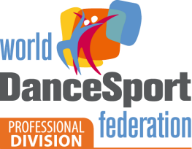 world
DanceSport
PROFESSIONAL
DIVISION
federation